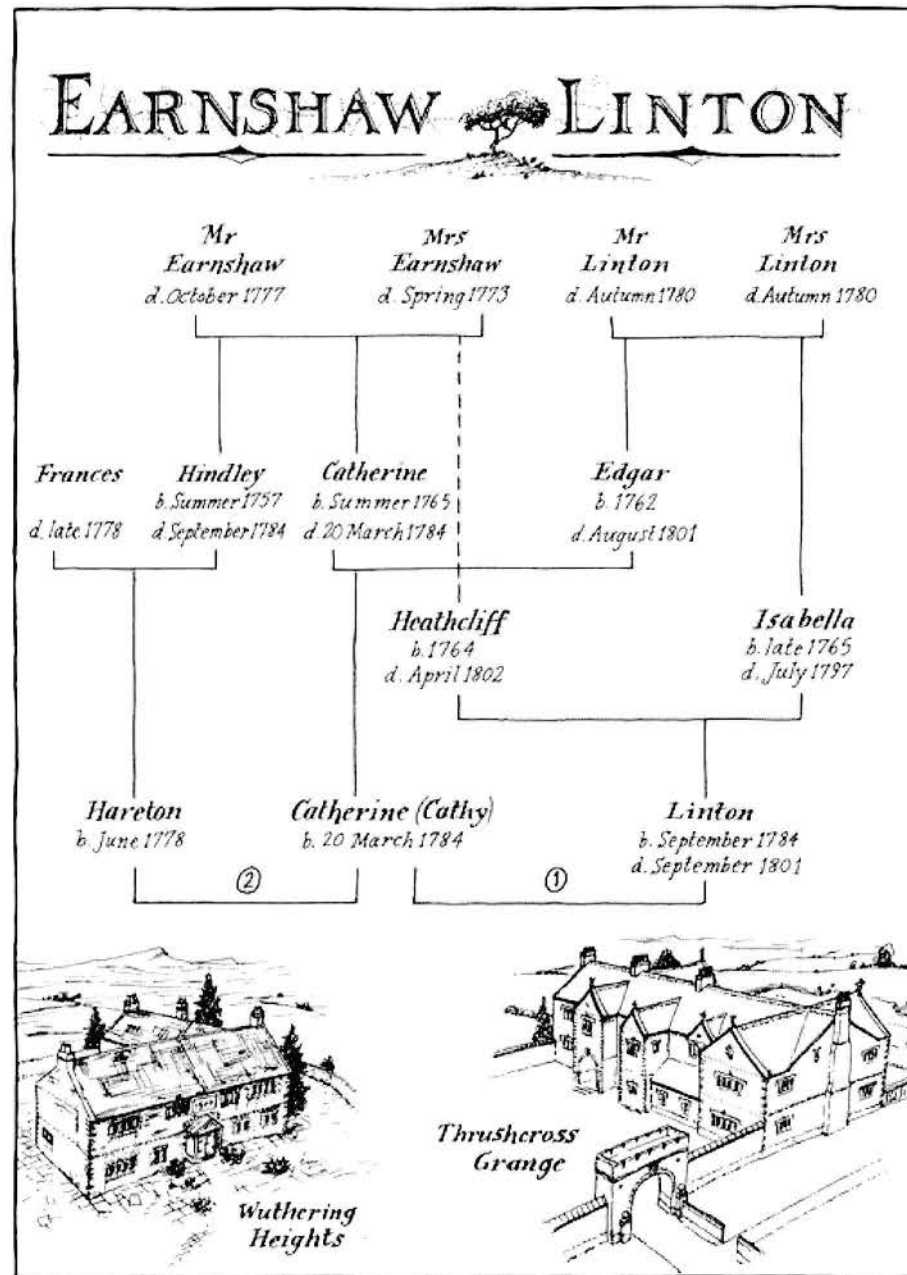 EARNSHAW LINTON
Mr Earnshaw
d. October 1777
Mrs Earnshaw
d. Spring 1773
Mr Linton
d. Autumn 1780
Mrs Linton
d. Autumn 1780
Frances
d. late 1778
Hindley
b. Summer 1757
d. September 1784
Catherine
b. Summer 1765
d. 20 March 1784
Edgar
b. 1762
d. August 1801
Heathcliff
b. 1764
d. April 1802
Isabella
b. late 1765
d. July 1797
Hareton
b. June 1778
Catherine (Cathy)
b. 20 March 1784
Linton
b. September 1784
d. September 1801
2
1
Thrushcross
Grange
Wuthering
Heights